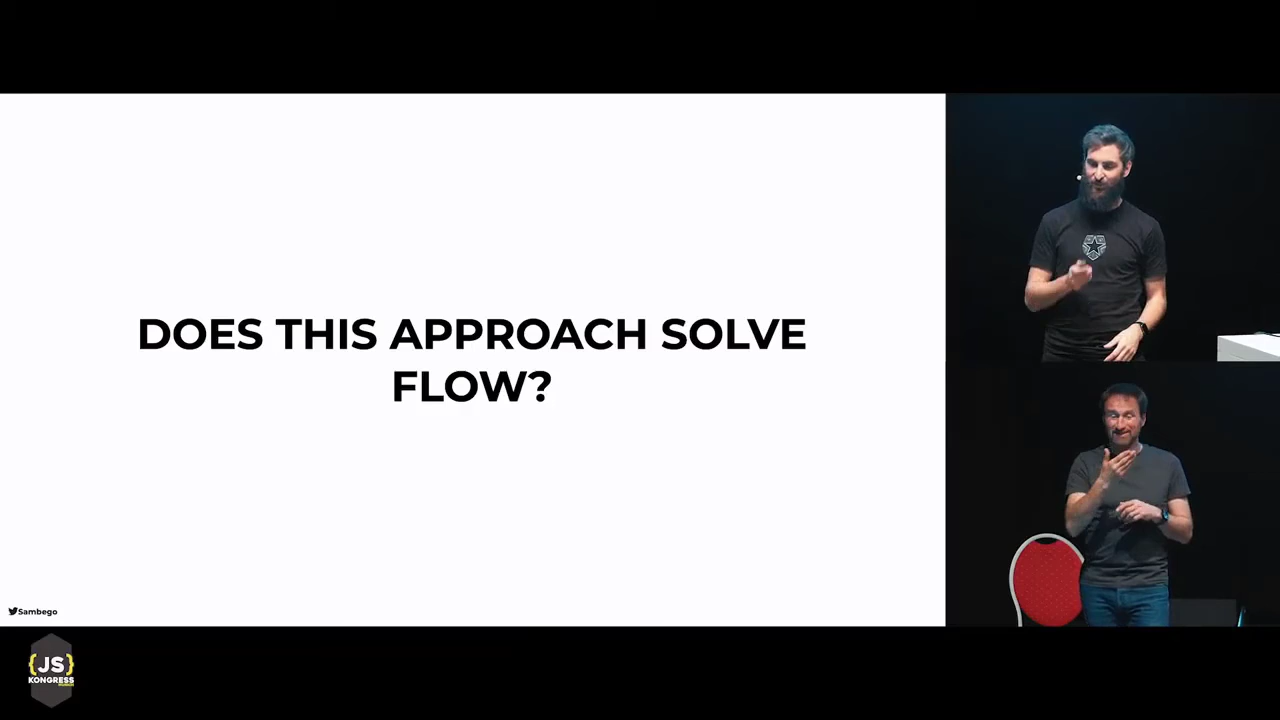 DOES THIS APPROACH SOLVE
FLOW?
Sambego
{JS}
KONGRESS